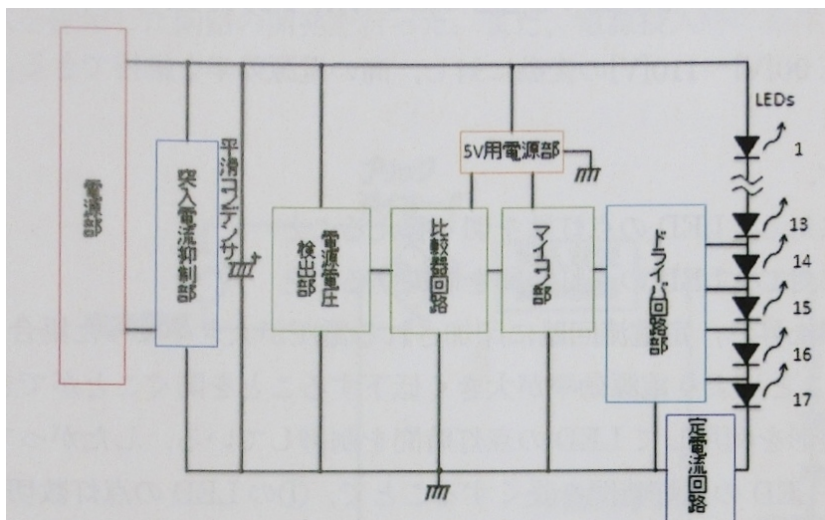 電源部
突入電流抑制部
平滑コンデンサ
+
電源電圧
検出部
比較器回路
5V用電源部
マイコン部
ドライバ回路部
定電流回路
LEDs
1
13
14
15
16
17